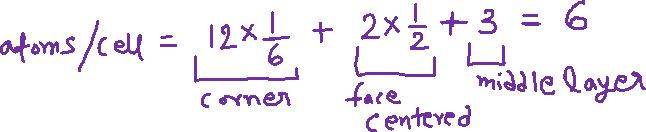 atoms/cell = 12 × 1/6 + 2 × 1/2 + 3 = 6
corner face centered middle layer